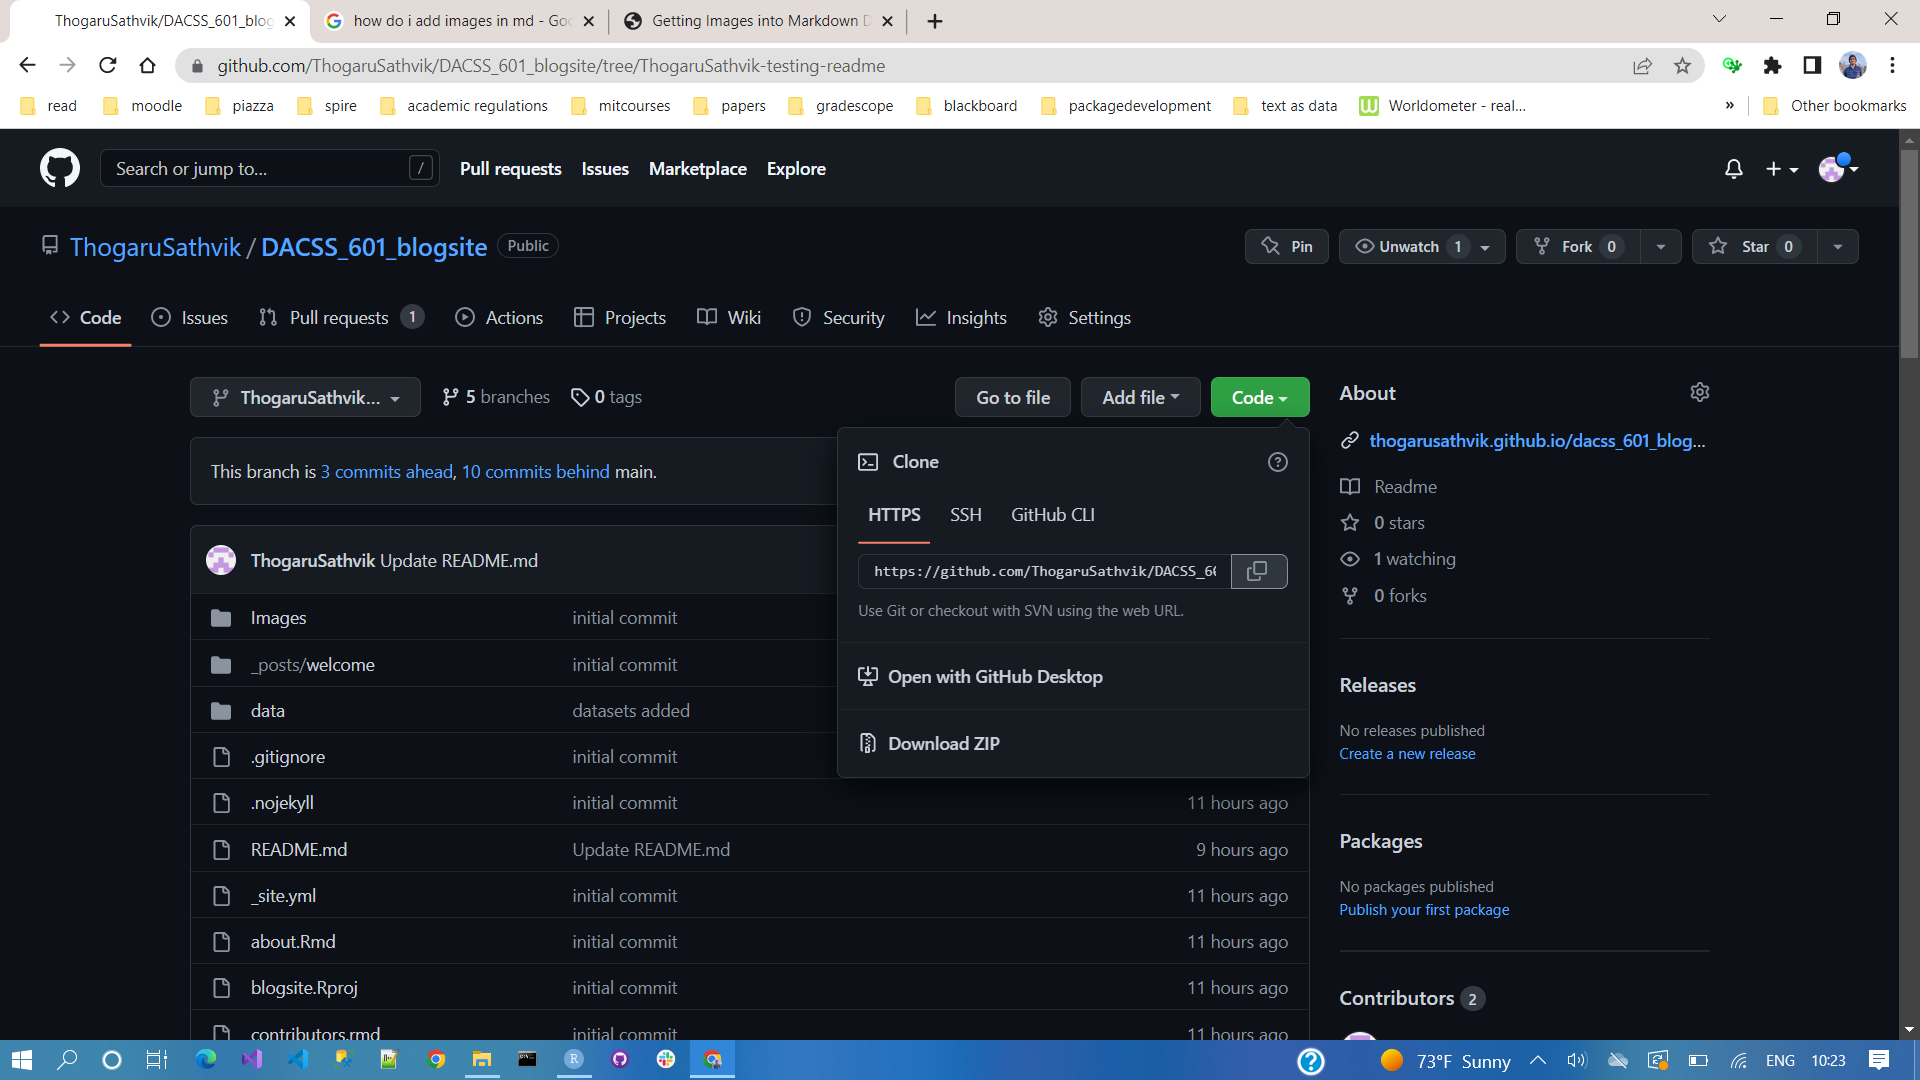 ThogaruSathvik/DACSS_601_blog
how do i add images in md - Goo
Getting Images into Markdown D
github.com/ThogaruSathvik/DACSS_601_blogsite/tree/ThogaruSathvik-testing-readme
read moodle piazza spire academic regulations mitcourses papers gradescope blackboard packagedevelopment text as data Worldometer - real... » Other bookmarks
Search or jump to... /
Pull requests Issues Marketplace Explore
ThogaruSathvik / DACSS_601_blogsite Public
Pin Unwatch 1 Fork 0 Star 0
Code Issues Pull requests 1 Actions Projects Wiki Security Insights Settings
ThogaruSathvik... 5 branches 0 tags
Go to file Add file Code
This branch is 3 commits ahead, 10 commits behind main.
ThogaruSathvik Update README.md
Images initial commit
_posts/welcome initial commit
data datasets added
.gitignore initial commit
.nojekyll initial commit 11 hours ago
README.md Update README.md 9 hours ago
_site.yml initial commit 11 hours ago
about.Rmd initial commit 11 hours ago
blogsite.Rproj initial commit 11 hours ago
contributors.rmd initial commit 11 hours ago
Clone
HTTPS SSH GitHub CLI
https://github.com/ThogaruSathvik/DACSS_60
Use Git or checkout with SVN using the web URL.
Open with GitHub Desktop
Download ZIP
About
thogarusathvik.github.io/dacss_601_blog...
Readme
0 stars
1 watching
0 forks
Releases
No releases published
Create a new release
Packages
No packages published
Publish your first package
Contributors 2
73°F Sunny ENG 10:23